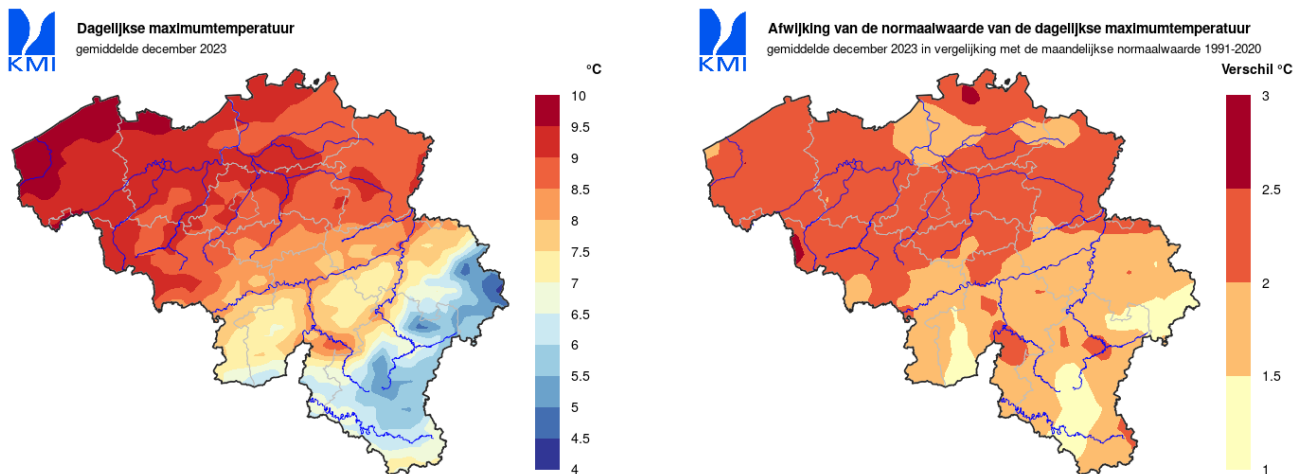 KMI
Dagelijkse maximumtemperatuur
gemiddelde december 2023
°C
10
9.5
9
8.5
8
7.5
7
6.5
6
5.5
5
4.5
4
KMI
Afwijking van de normaalwaarde van de dagelijkse maximumtemperatuur
gemiddelde december 2023 in vergelijking met de maandelijkse normaalwaarde 1991-2020
Verschil °C
3
2.5
2
1.5
1